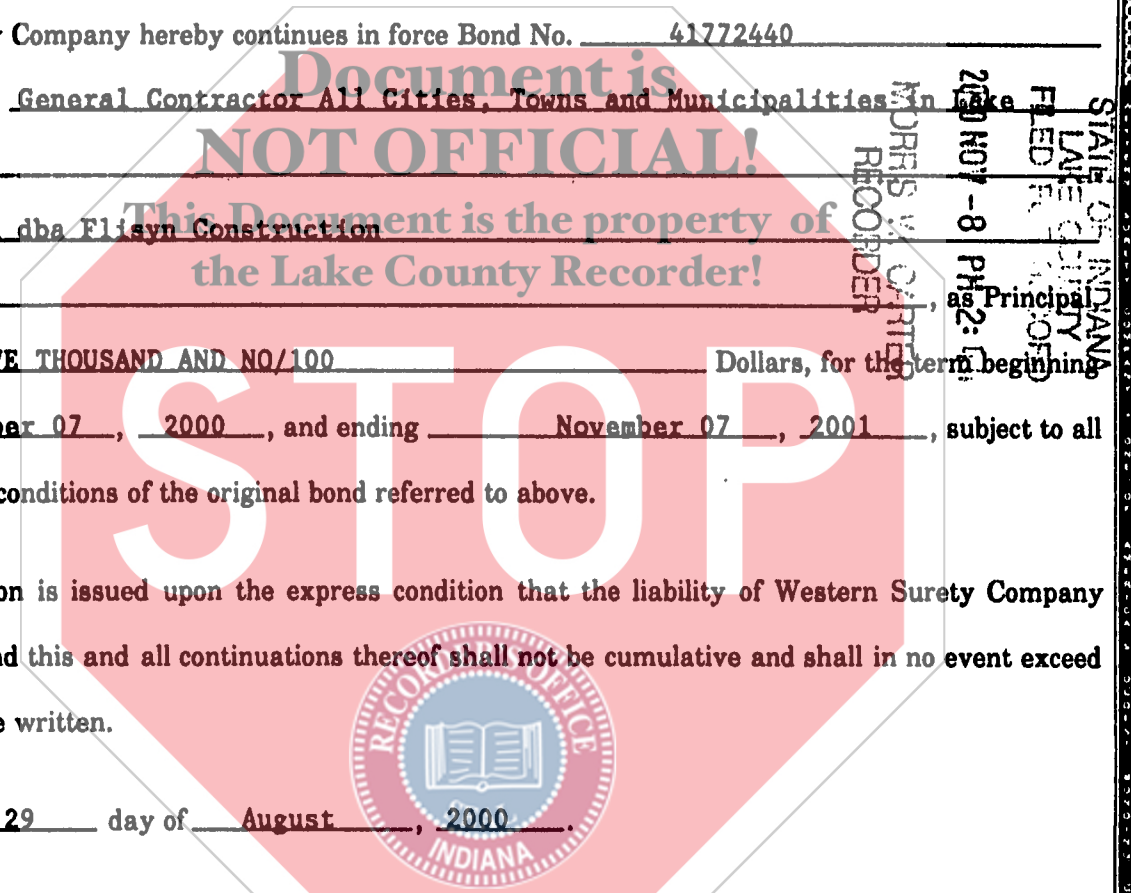 Company hereby continues in force Bond No. 41772440
General Contractor All Cities, Towns and Municipalities in Lake
dba Flisyn Construction
, as Principal,
THOUSAND AND NO/100 Dollars, for the term beginning
07, 2000, and ending November 07, 2001, subject to all
conditions of the original bond referred to above.
is issued upon the express condition that the liability of Western Surety Company
this and all continuations thereof shall not be cumulative and shall in no event exceed
written.
29 day of August, 2000.
Document is
NOT OFFICIAL!
This Document is the property of
the Lake County Recorder!
STOP
RECORDER'S OFFICE
INDIANA
STATE OF INDIANA
LAKE COUNTY
FILED
NOV -8 PM 2:
MORRIS W. CARTER
RECORDER